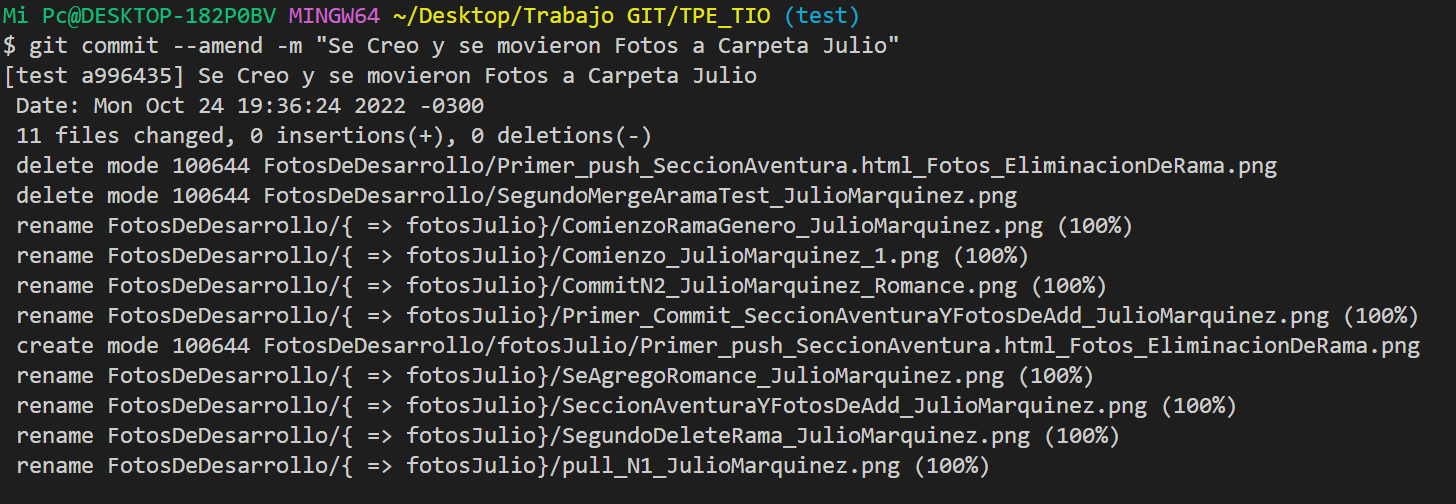 Mi Pc@DESKTOP-182P0BV MINGW64 ~/Desktop/Trabajo GIT/TPE_TIO (test)
$ git commit --amend -m "Se Creo y se movieron Fotos a Carpeta Julio"
[test a996435] Se Creo y se movieron Fotos a Carpeta Julio
 Date: Mon Oct 24 19:36:24 2022 -0300
 11 files changed, 0 insertions(+), 0 deletions(-)
 delete mode 100644 FotosDeDesarrollo/Primer_push_SeccionAventura.html_Fotos_EliminacionDeRama.png
 delete mode 100644 FotosDeDesarrollo/SegundoMergeAramaTest_JulioMarquinez.png
 rename FotosDeDesarrollo/{ => fotosJulio}/ComienzoRamaGenero_JulioMarquinez.png (100%)
 rename FotosDeDesarrollo/{ => fotosJulio}/Comienzo_JulioMarquinez_1.png (100%)
 rename FotosDeDesarrollo/{ => fotosJulio}/CommitN2_JulioMarquinez_Romance.png (100%)
 rename FotosDeDesarrollo/{ => fotosJulio}/Primer_Commit_SeccionAventuraYFotosDeAdd_JulioMarquinez.png (100%)
 create mode 100644 FotosDeDesarrollo/fotosJulio/Primer_push_SeccionAventura.html_Fotos_EliminacionDeRama.png
 rename FotosDeDesarrollo/{ => fotosJulio}/SeAgregoRomance_JulioMarquinez.png (100%)
 rename FotosDeDesarrollo/{ => fotosJulio}/SeccionAventuraYFotosDeAdd_JulioMarquinez.png (100%)
 rename FotosDeDesarrollo/{ => fotosJulio}/SegundoDeleteRama_JulioMarquinez.png (100%)
 rename FotosDeDesarrollo/{ => fotosJulio}/pull_N1_JulioMarquinez.png (100%)